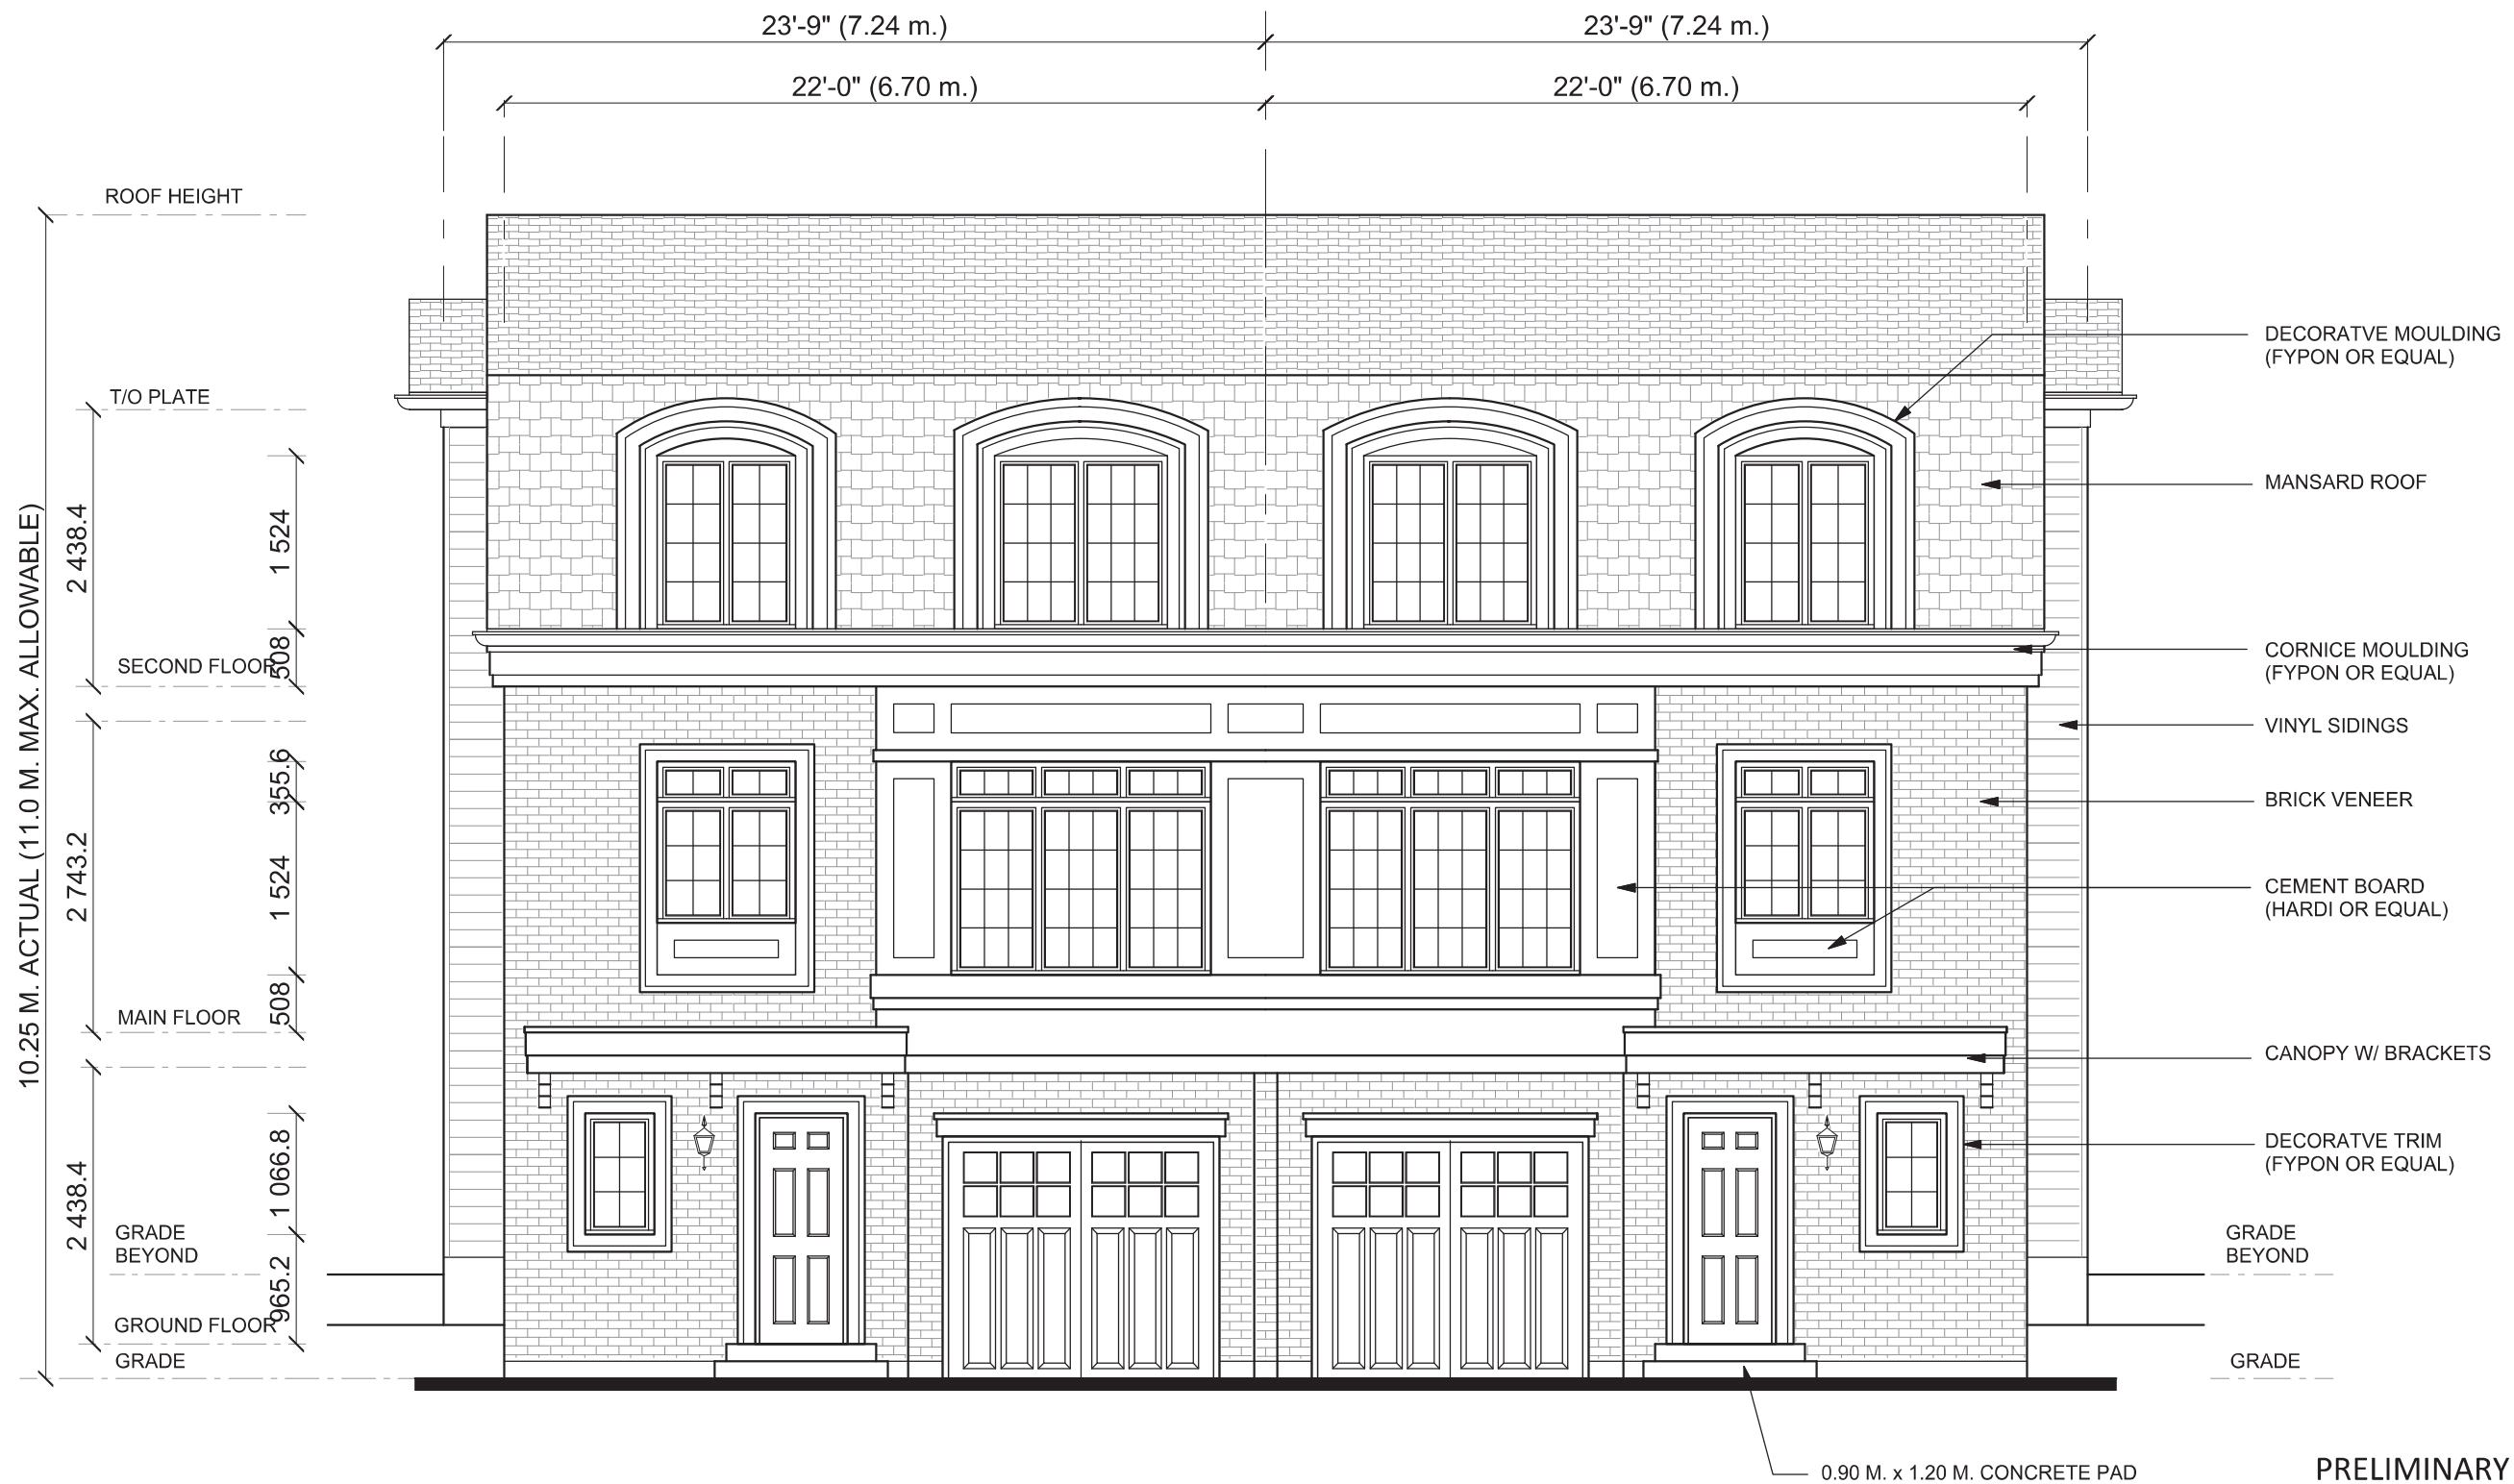 23'-9" (7.24 m.)
23'-9" (7.24 m.)
22'-0" (6.70 m.)
22'-0" (6.70 m.)
ROOF HEIGHT
T/O PLATE
SECOND FLOOR
MAIN FLOOR
GRADE
BEYOND
GROUND FLOOR
GRADE
10.25 M. ACTUAL (11.0 M. MAX. ALLOWABLE)
2 438.4
2 743.2
2 438.4
1 524
508
355.6
1 524
508
1 066.8
965.2
DECORATVE MOULDING
(FYPON OR EQUAL)
MANSARD ROOF
CORNICE MOULDING
(FYPON OR EQUAL)
VINYL SIDINGS
BRICK VENEER
CEMENT BOARD
(HARDI OR EQUAL)
CANOPY W/ BRACKETS
DECORATVE TRIM
(FYPON OR EQUAL)
GRADE
BEYOND
GRADE
0.90 M. x 1.20 M. CONCRETE PAD
PRELIMINARY